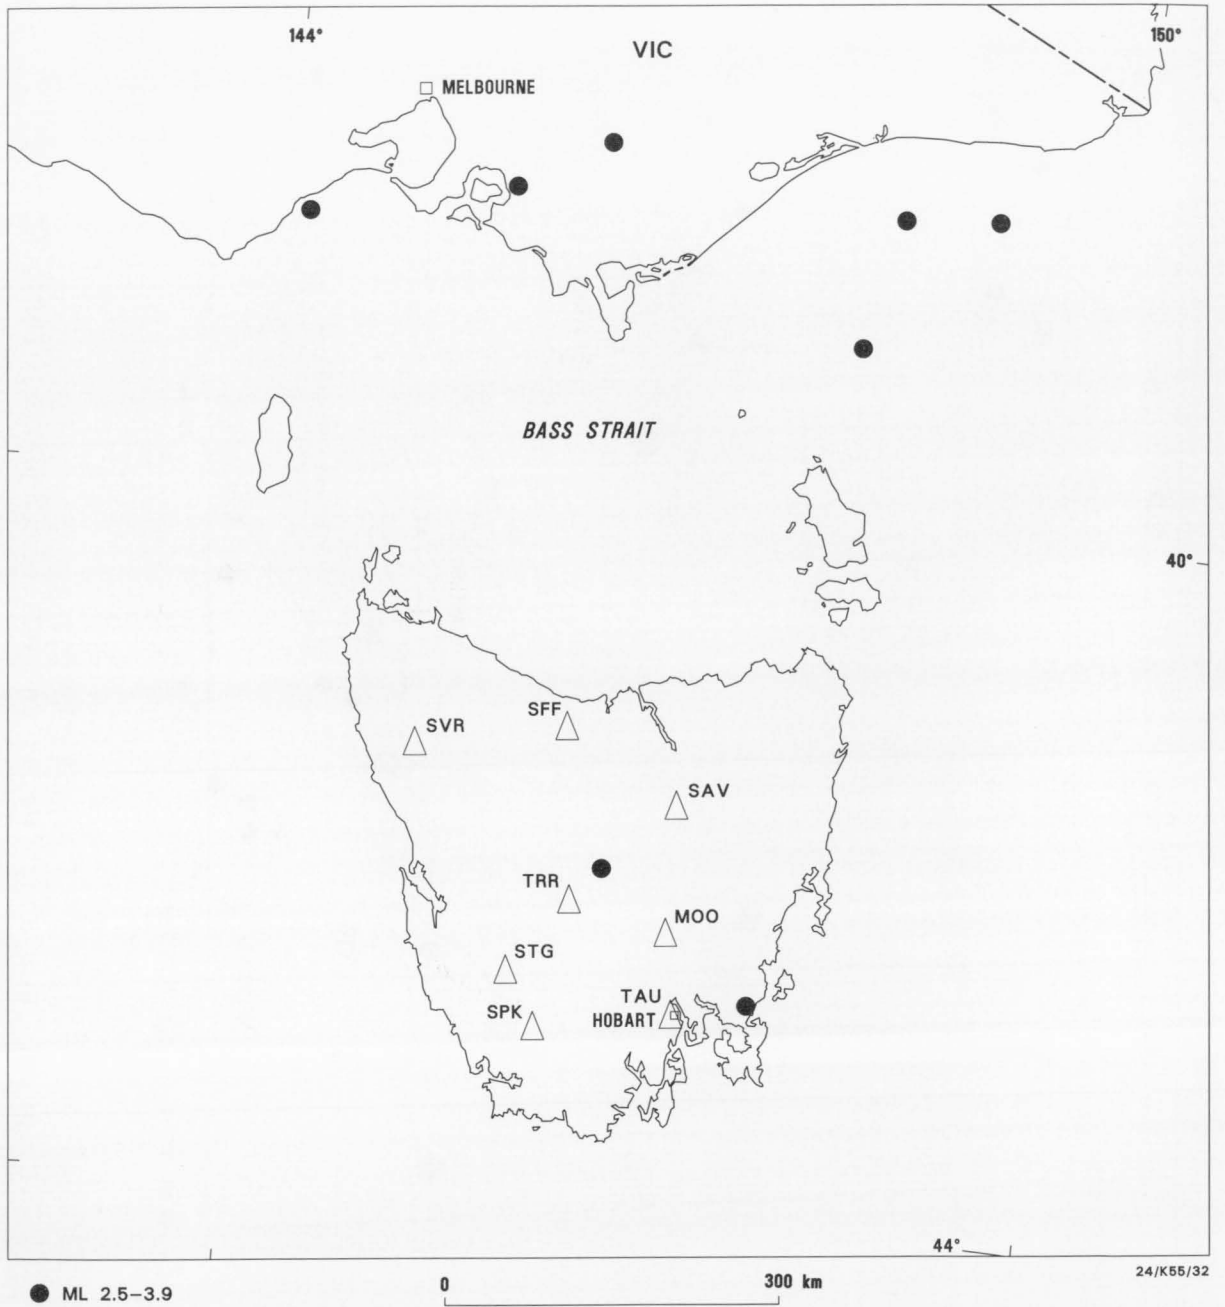 144°
VIC
150°
MELBOURNE
BASS STRAIT
40°
SVR
SFF
SAV
TRR
MOO
STG
SPK
TAU
HOBART
44°
24/K55/32
ML 2.5–3.9
0 300 km